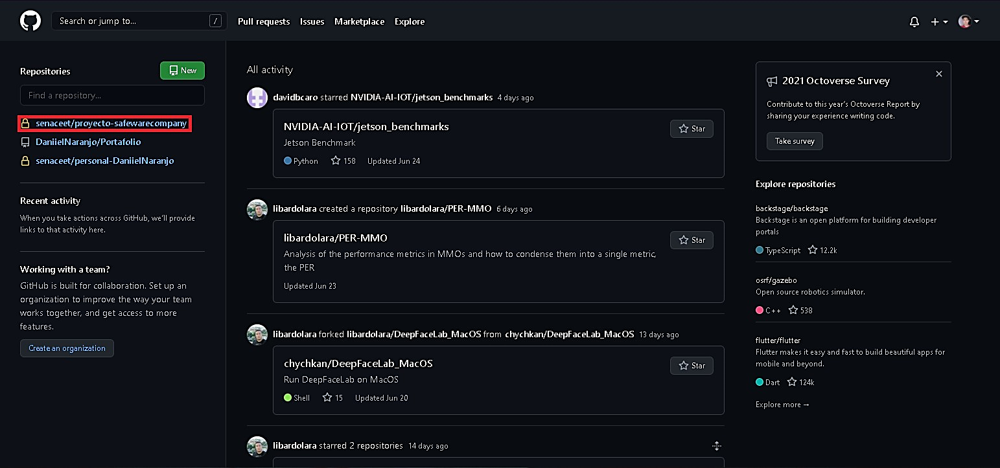 Search or jump to...
/
Pull requests
Issues
Marketplace
Explore
Repositories
New
Find a repository...
senaceet/proyecto-safewarecompany
DaniielNaranjo/Portafolio
senaceet/personal-DaniielNaranjo
Recent activity
When you take actions across GitHub, we'll provide
links to that activity here.
Working with a team?
GitHub is built for collaboration. Set up an
organization to improve the way your team
works together, and get access to more
features.
Create an organization
All activity
davidbcaro starred NVIDIA-AI-IOT/jetson_benchmarks 4 days ago
NVIDIA-AI-IOT/jetson_benchmarks
Star
Jetson Benchmark
Python 158 Updated Jun 24
libardolara created a repository libardolara/PER-MMO 6 days ago
libardolara/PER-MMO
Star
Analysis of the performance metrics in MMOs and how to condense them into a single metric,
the PER
Updated Jun 23
libardolara forked libardolara/DeepFaceLab_MacOS from chychkan/DeepFaceLab_MacOS 13 days ago
chychkan/DeepFaceLab_MacOS
Star
Run DeepFaceLab on MacOS
Shell 15 Updated Jun 20
libardolara starred 2 repositories 14 days ago
2021 Octoverse Survey
Contribute to this year's Octoverse Report by
sharing your experience writing code.
Take survey
Explore repositories
backstage/backstage
Backstage is an open platform for building developer
portals
TypeScript 12.2k
osrf/gazebo
Open source robotics simulator.
C++ 538
flutter/flutter
Flutter makes it easy and fast to build beautiful apps for
mobile and beyond.
Dart 124k
Explore more →